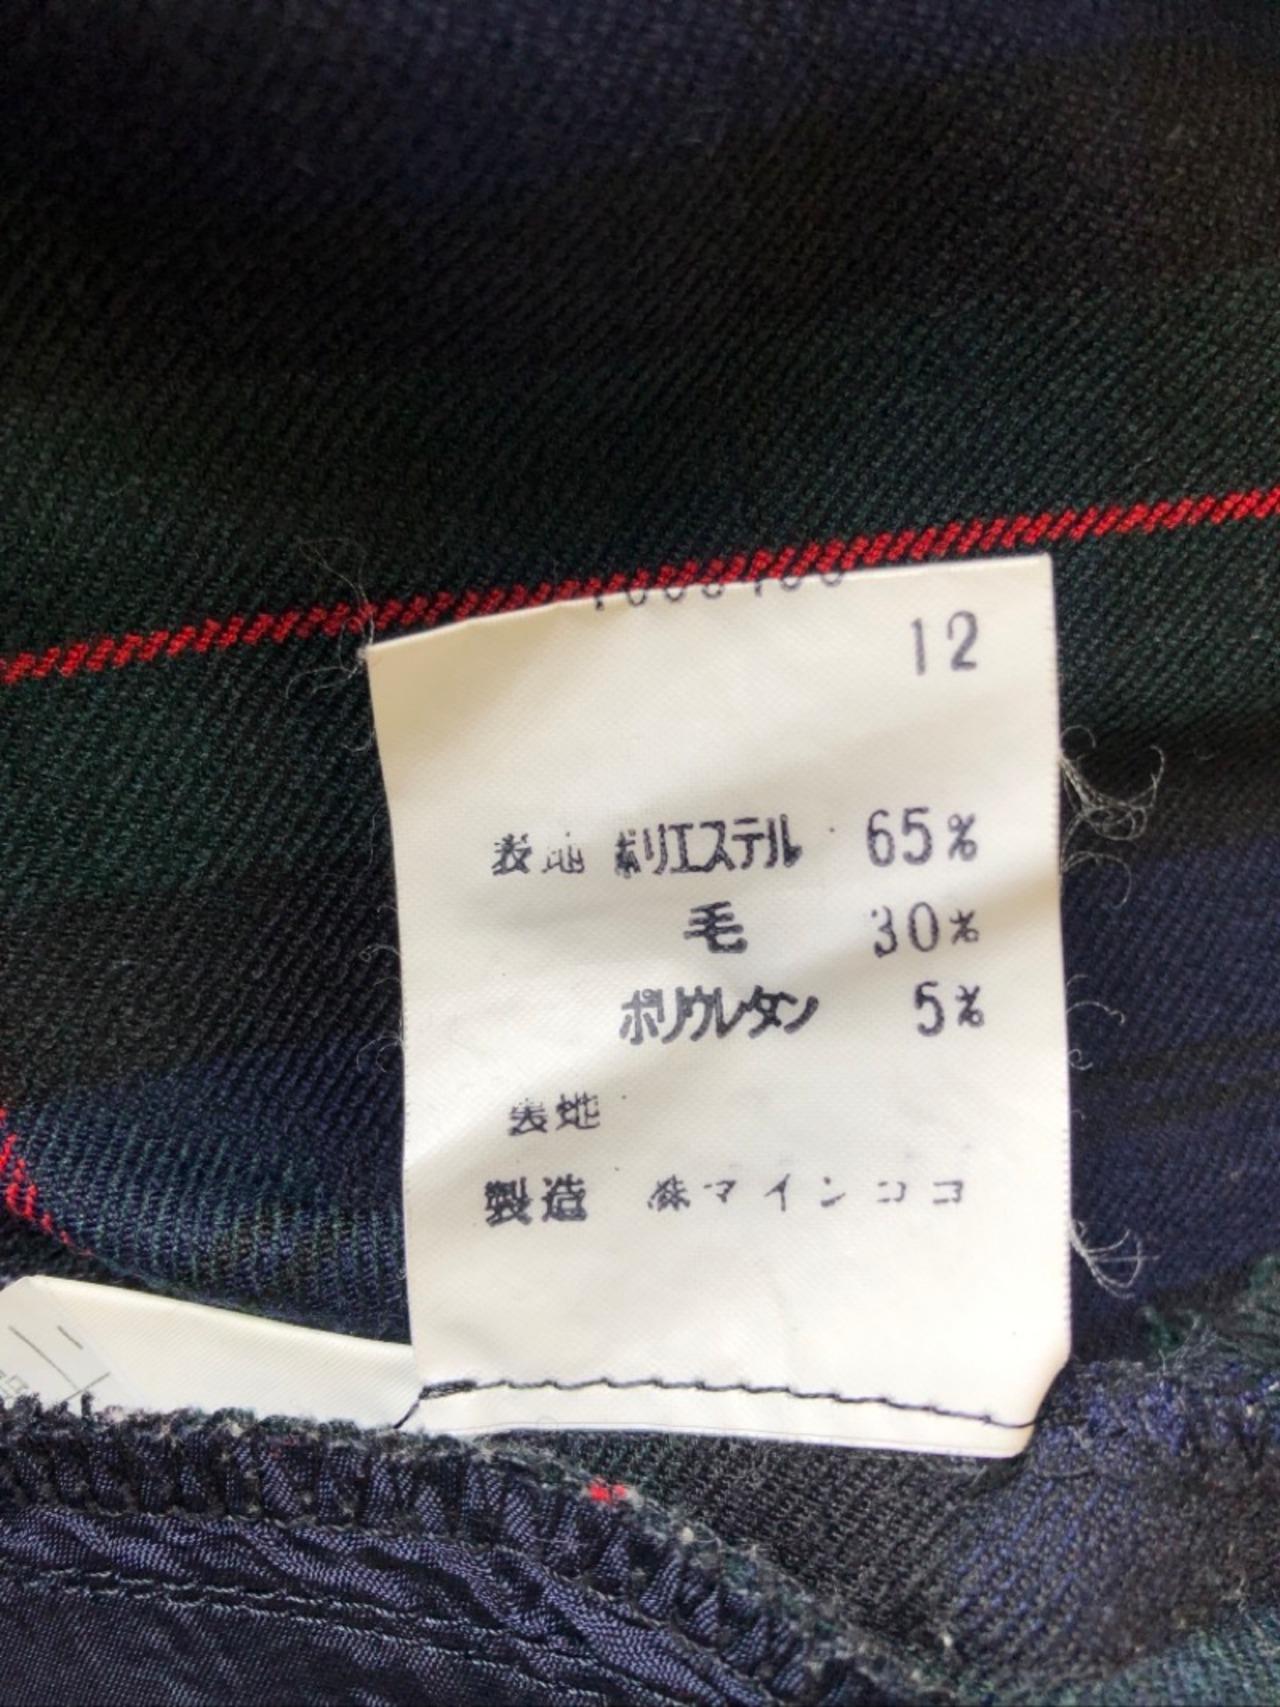 12
表地 ポリエステル 65%
毛 30%
ポリウレタン 5%
表地
製造 ㈱マインココ